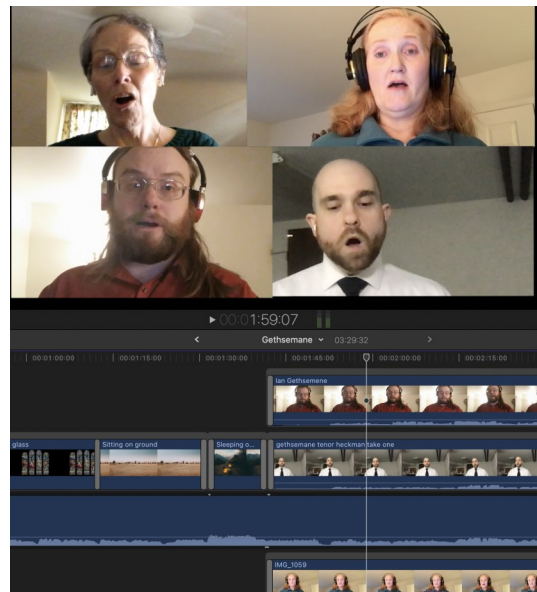 00:01:59:07
Gethsemane 03:29:32
00:01:00:00 00:01:15:00 00:01:30:00 00:01:45:00 00:02:00:00 00:02:15:00
Ian Gethsemene
glass Sitting on ground Sleeping o... gethsemane tenor heckman take one
IMG_1059